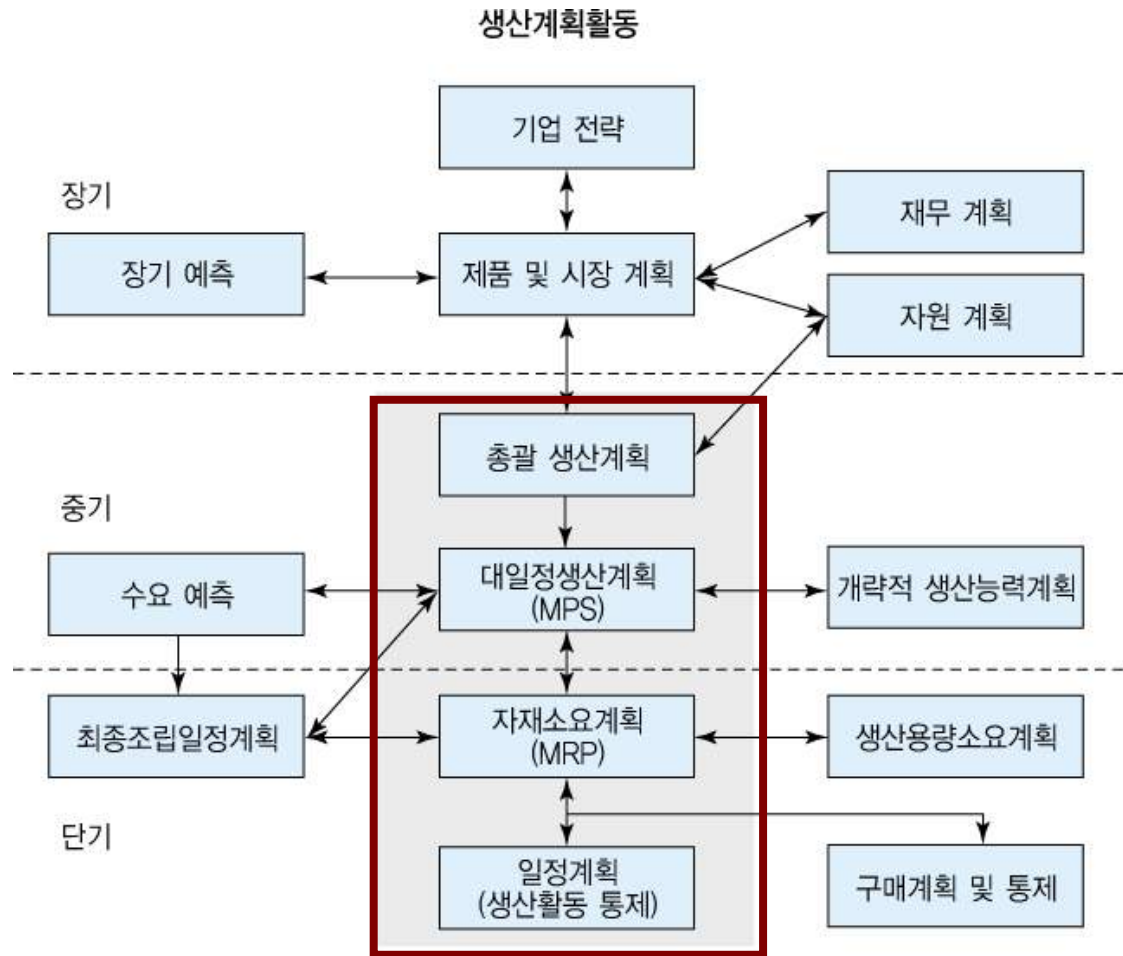 생산계획활동
기업 전략
장기
재무 계획
장기 예측
제품 및 시장 계획
자원 계획
총괄 생산계획
중기
수요 예측
대일정생산계획
(MPS)
개략적 생산능력계획
최종조립일정계획
자재소요계획
(MRP)
생산용량소요계획
단기
일정계획
(생산활동 통제)
구매계획 및 통제